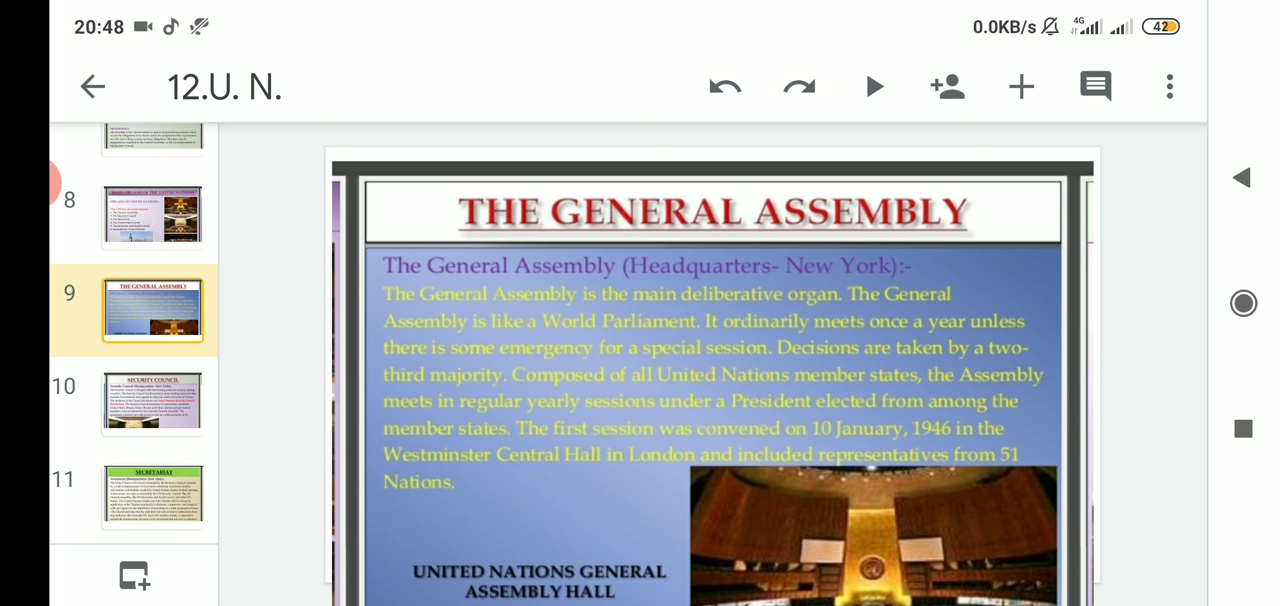 20:48
0.0KB/s
4G
42
12.U. N.
8
9
THE GENERAL ASSEMBLY
10
SECURITY COUNCIL
11
SECRETARIAT
THE GENERAL ASSEMBLY
The General Assembly (Headquarters- New York):-
The General Assembly is the main deliberative organ. The General
Assembly is like a World Parliament. It ordinarily meets once a year unless
there is some emergency for a special session. Decisions are taken by a two-
third majority. Composed of all United Nations member states, the Assembly
meets in regular yearly sessions under a President elected from among the
member states. The first session was convened on 10 January, 1946 in the
Westminster Central Hall in London and included representatives from 51
Nations.
UNITED NATIONS GENERAL
ASSEMBLY HALL